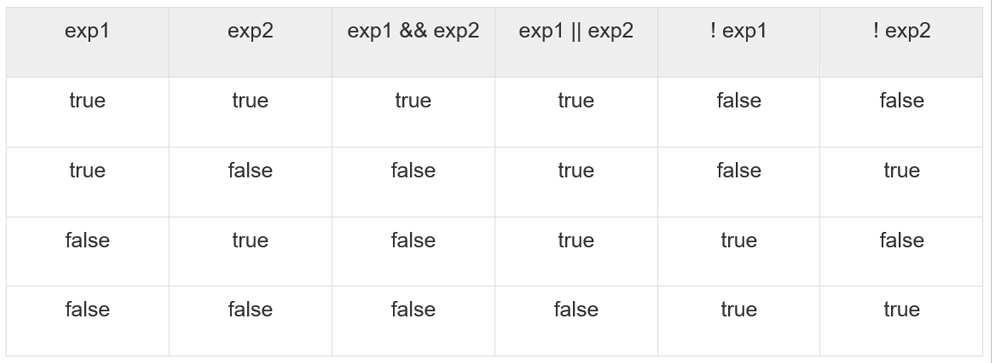 exp1 exp2 exp1 && exp2 exp1 || exp2 ! exp1 ! exp2
true true true true false false
true false false true false true
false true false true true false
false false false false true true